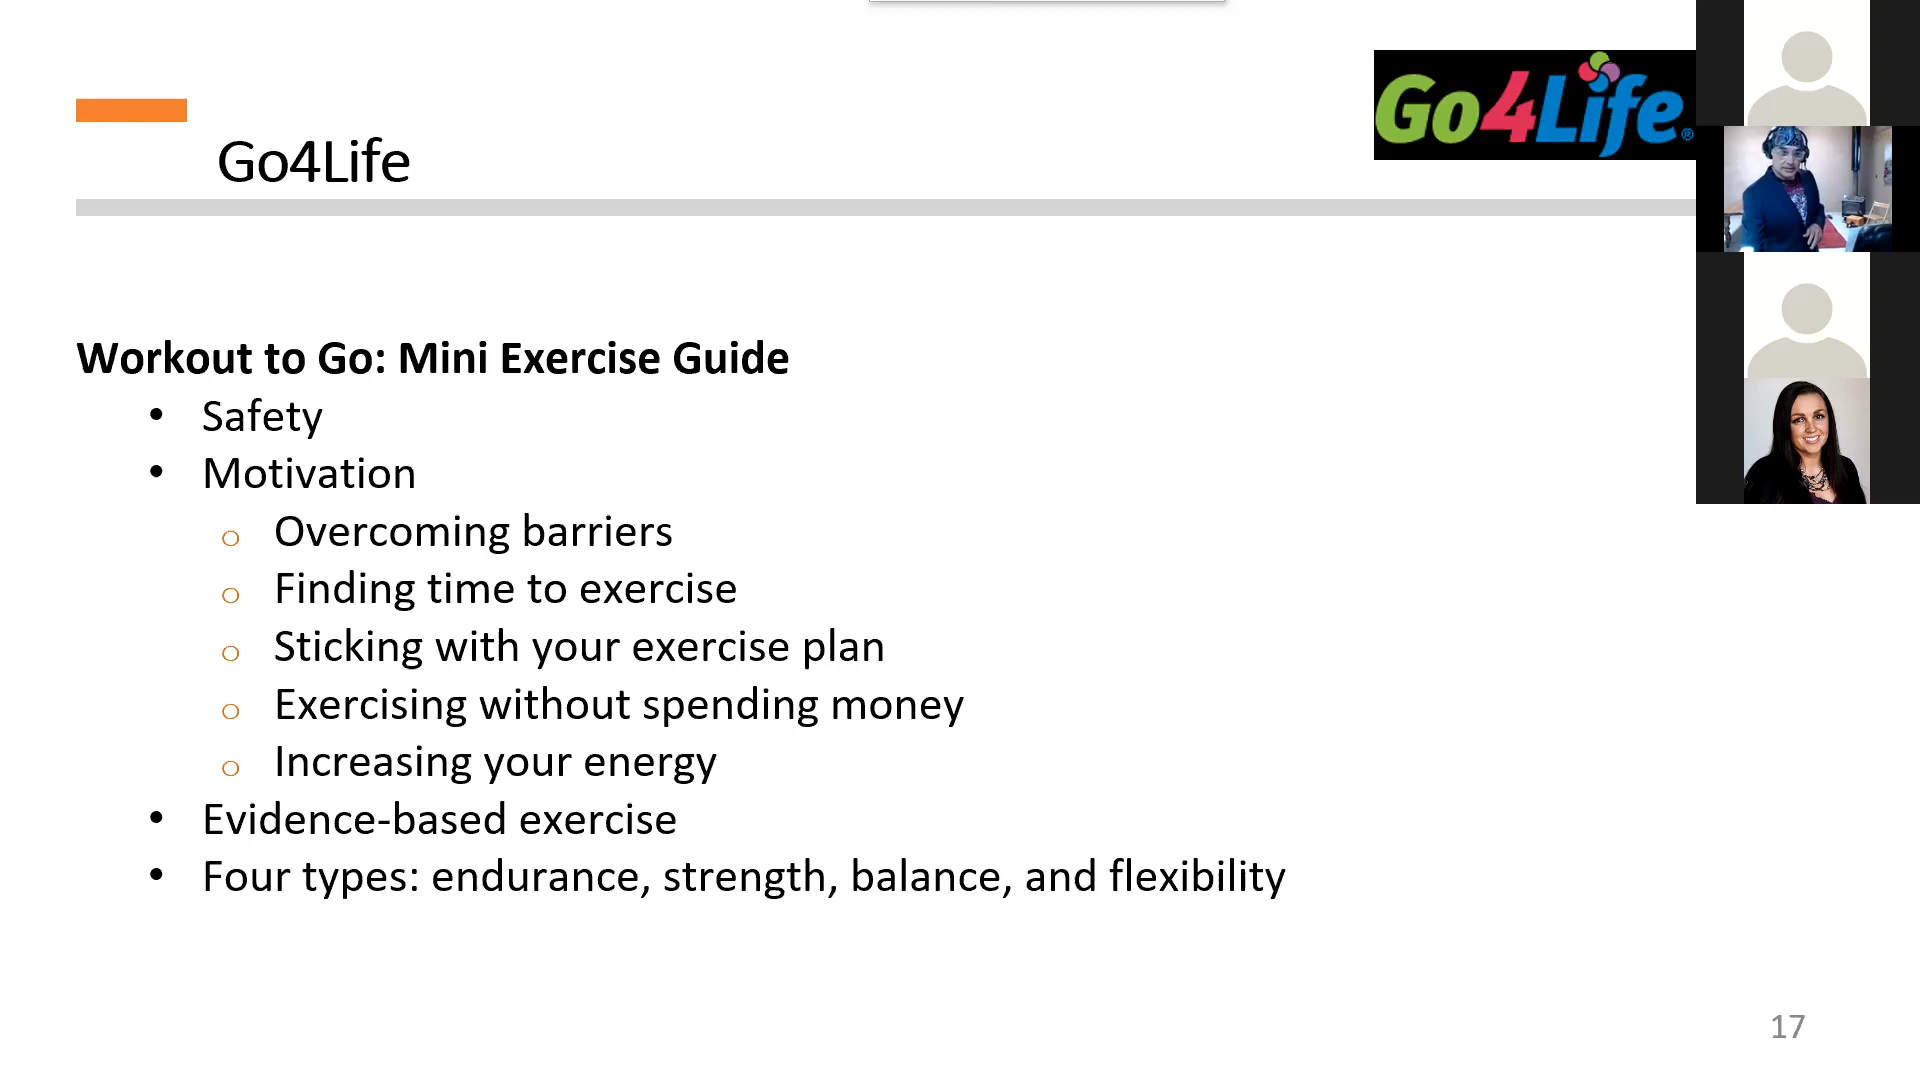 Go4Life®
Go4Life
Workout to Go: Mini Exercise Guide
• Safety
• Motivation
o Overcoming barriers
o Finding time to exercise
o Sticking with your exercise plan
o Exercising without spending money
o Increasing your energy
• Evidence-based exercise
• Four types: endurance, strength, balance, and flexibility
17